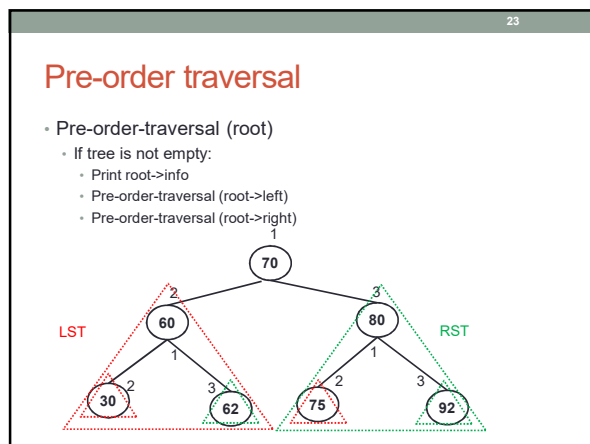 23
Pre-order traversal
• Pre-order-traversal (root)
• If tree is not empty:
• Print root->info
• Pre-order-traversal (root->left)
• Pre-order-traversal (root->right)
1
70
2 3
60 80
LST RST
1 1
2 3 2 3
30 62 75 92